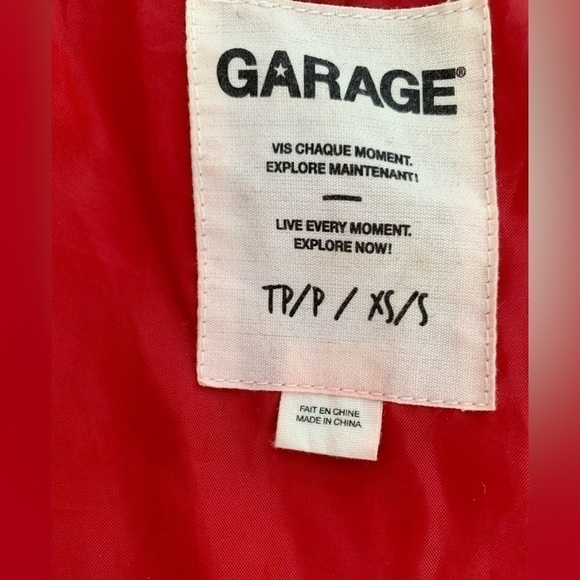 GARAGE®
VIS CHAQUE MOMENT.
EXPLORE MAINTENANT!
LIVE EVERY MOMENT.
EXPLORE NOW!
TP/P / XS/S
FAIT EN CHINE
MADE IN CHINA